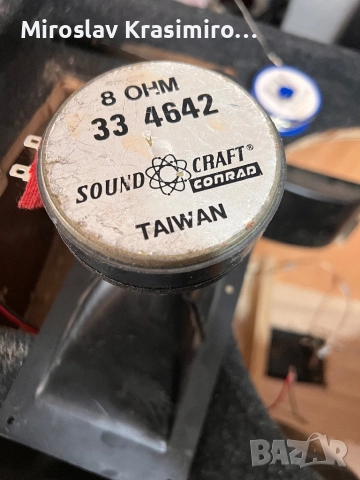 Miroslav Krasimiro...
8 OHM
33 4642
SOUND CRAFT®
CONRAD
TAIWAN
BAZAR